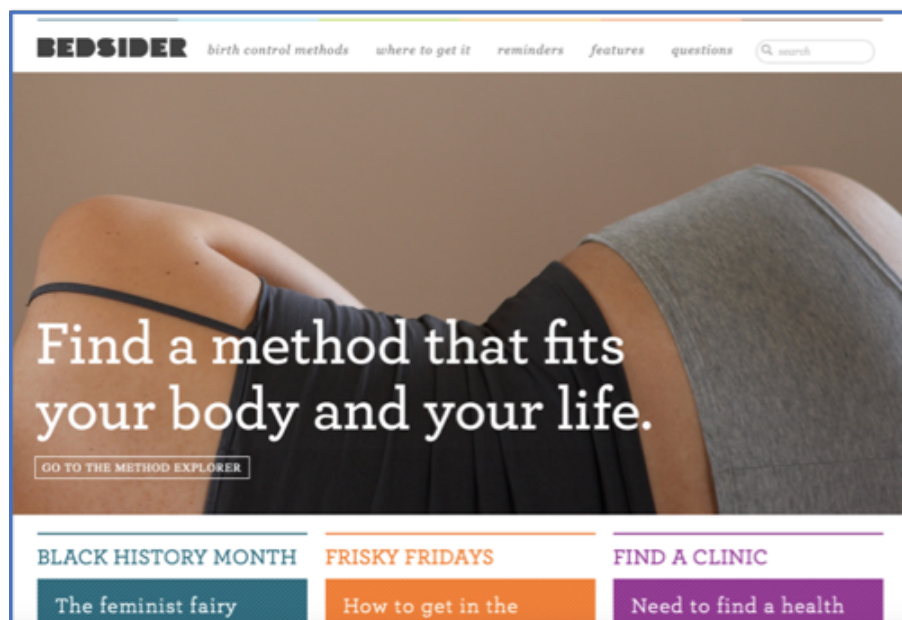 BEDSIDER birth control methods where to get it reminders features questions search
Find a method that fits
your body and your life.
GO TO THE METHOD EXPLORER
BLACK HISTORY MONTH FRISKY FRIDAYS FIND A CLINIC
The feminist fairy How to get in the Need to find a health